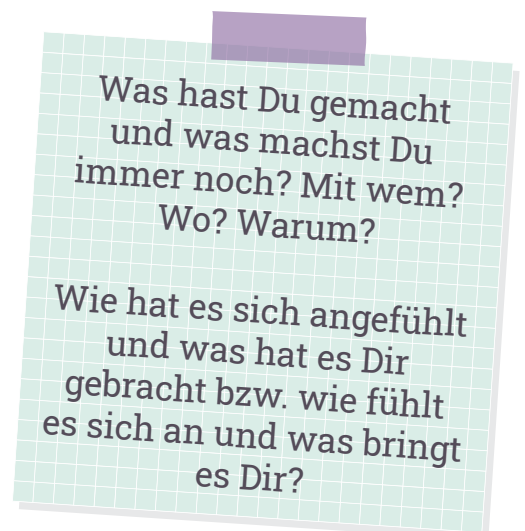 Was hast Du gemacht
und was machst Du
immer noch? Mit wem?
Wo? Warum?
Wie hat es sich angefühlt
und was hat es Dir
gebracht bzw. wie fühlt
es sich an und was bringt
es Dir?